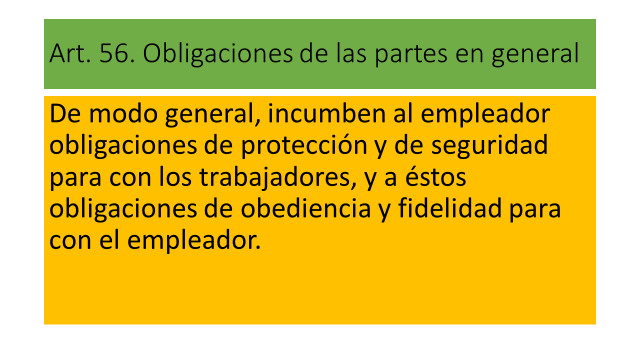 Art. 56. Obligaciones de las partes en general
De modo general, incumben al empleador
obligaciones de protección y de seguridad
para con los trabajadores, y a éstos
obligaciones de obediencia y fidelidad para
con el empleador.